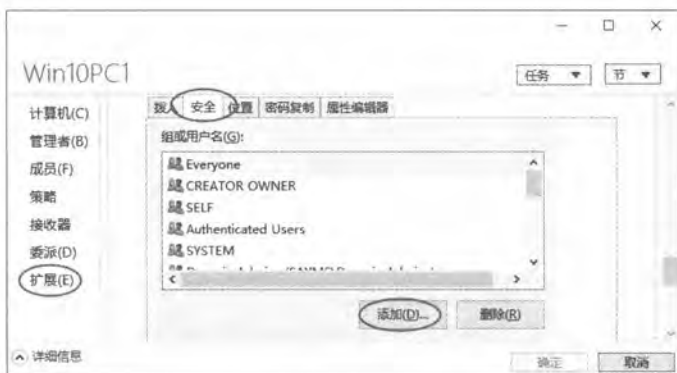 Win10PC1
任务
节
计算机(C)
管理者(B)
成员(F)
策略
接收器
委派(D)
扩展(E)
拨入 安全 位置 密码复制 属性编辑器
组或用户名(G):
Everyone
CREATOR OWNER
SELF
Authenticated Users
SYSTEM
添加(D)... 删除(R)
详细信息
确定 取消